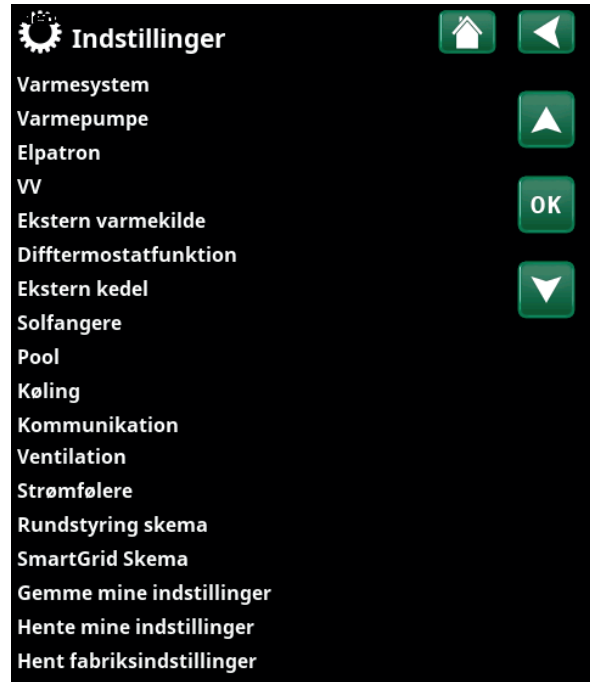 Indstillinger
Varmesystem
Varmepumpe
Elpatron
OK
VV
Ekstern varmekilde
Difftermostatfunktion
Ekstern kedel
Solfangere
Pool
Køling
Kommunikation
Ventilation
Strømfølere
Rundstyring skema
SmartGrid Skema
Gemme mine indstillinger
Hente mine indstillinger
Hent fabriksindstillinger